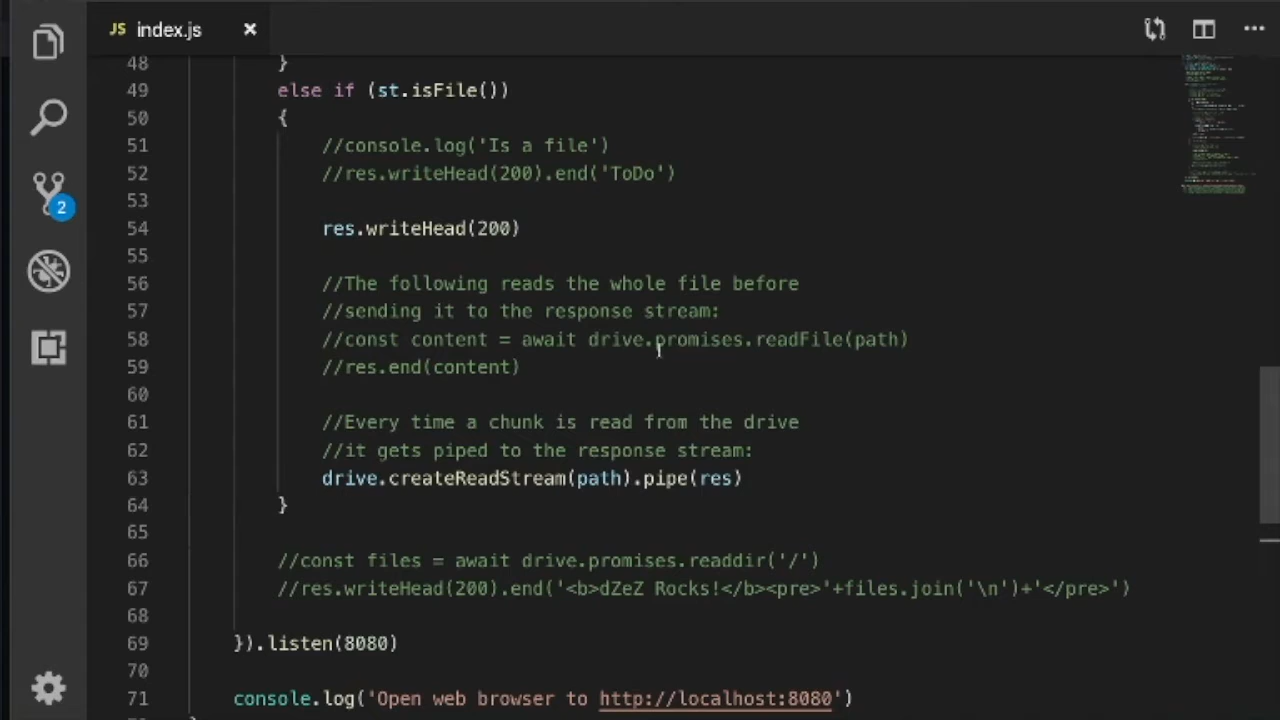 JS index.js ×
48 }
49 else if (st.isFile())
50 {
51 //console.log('Is a file')
52 //res.writeHead(200).end('ToDo')
53
54 res.writeHead(200)
55
56 //The following reads the whole file before
57 //sending it to the response stream:
58 //const content = await drive.promises.readFile(path)
59 //res.end(content)
60
61 //Every time a chunk is read from the drive
62 //it gets piped to the response stream:
63 drive.createReadStream(path).pipe(res)
64 }
65
66 //const files = await drive.promises.readdir('/')
67 //res.writeHead(200).end('<b>dZeZ Rocks!</b><pre>'+files.join('\n')+'</pre>')
68
69 }).listen(8080)
70
71 console.log('Open web browser to http://localhost:8080')
2